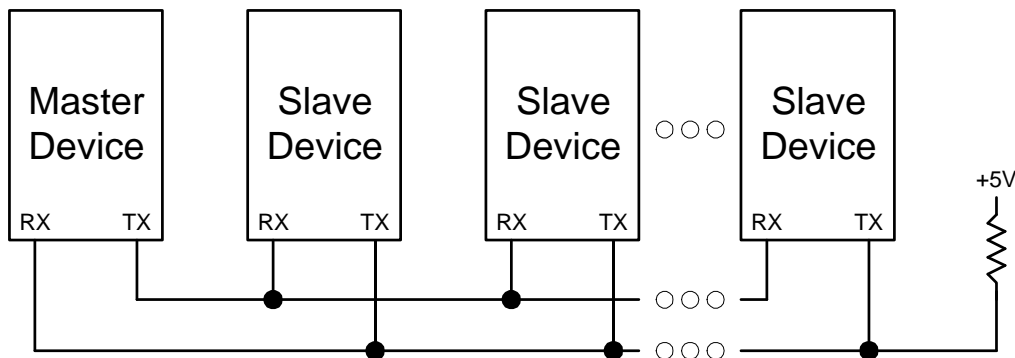 Master
Device
Slave
Device
Slave
Device
Slave
Device
+5V
RX TX
RX TX
RX TX
RX TX